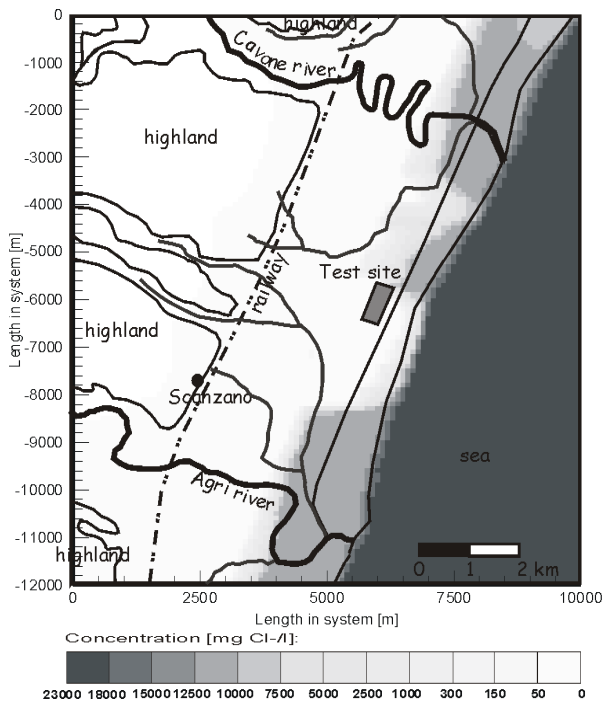 0
-1000
-2000
-3000
-4000
-5000
-6000
-7000
-8000
-9000
-10000
-11000
-12000
Length in system [m]
highland
Cavone river
highland
Test site
railway
highland
Scanzano
sea
Agri river
highland
0 1 2 km
0 2500 5000 7500 10000
Length in system [m]
Concentration [mg Cl-/l]:
23000 18000 15000 12500 10000 7500 5000 2500 1000 300 150 50 0